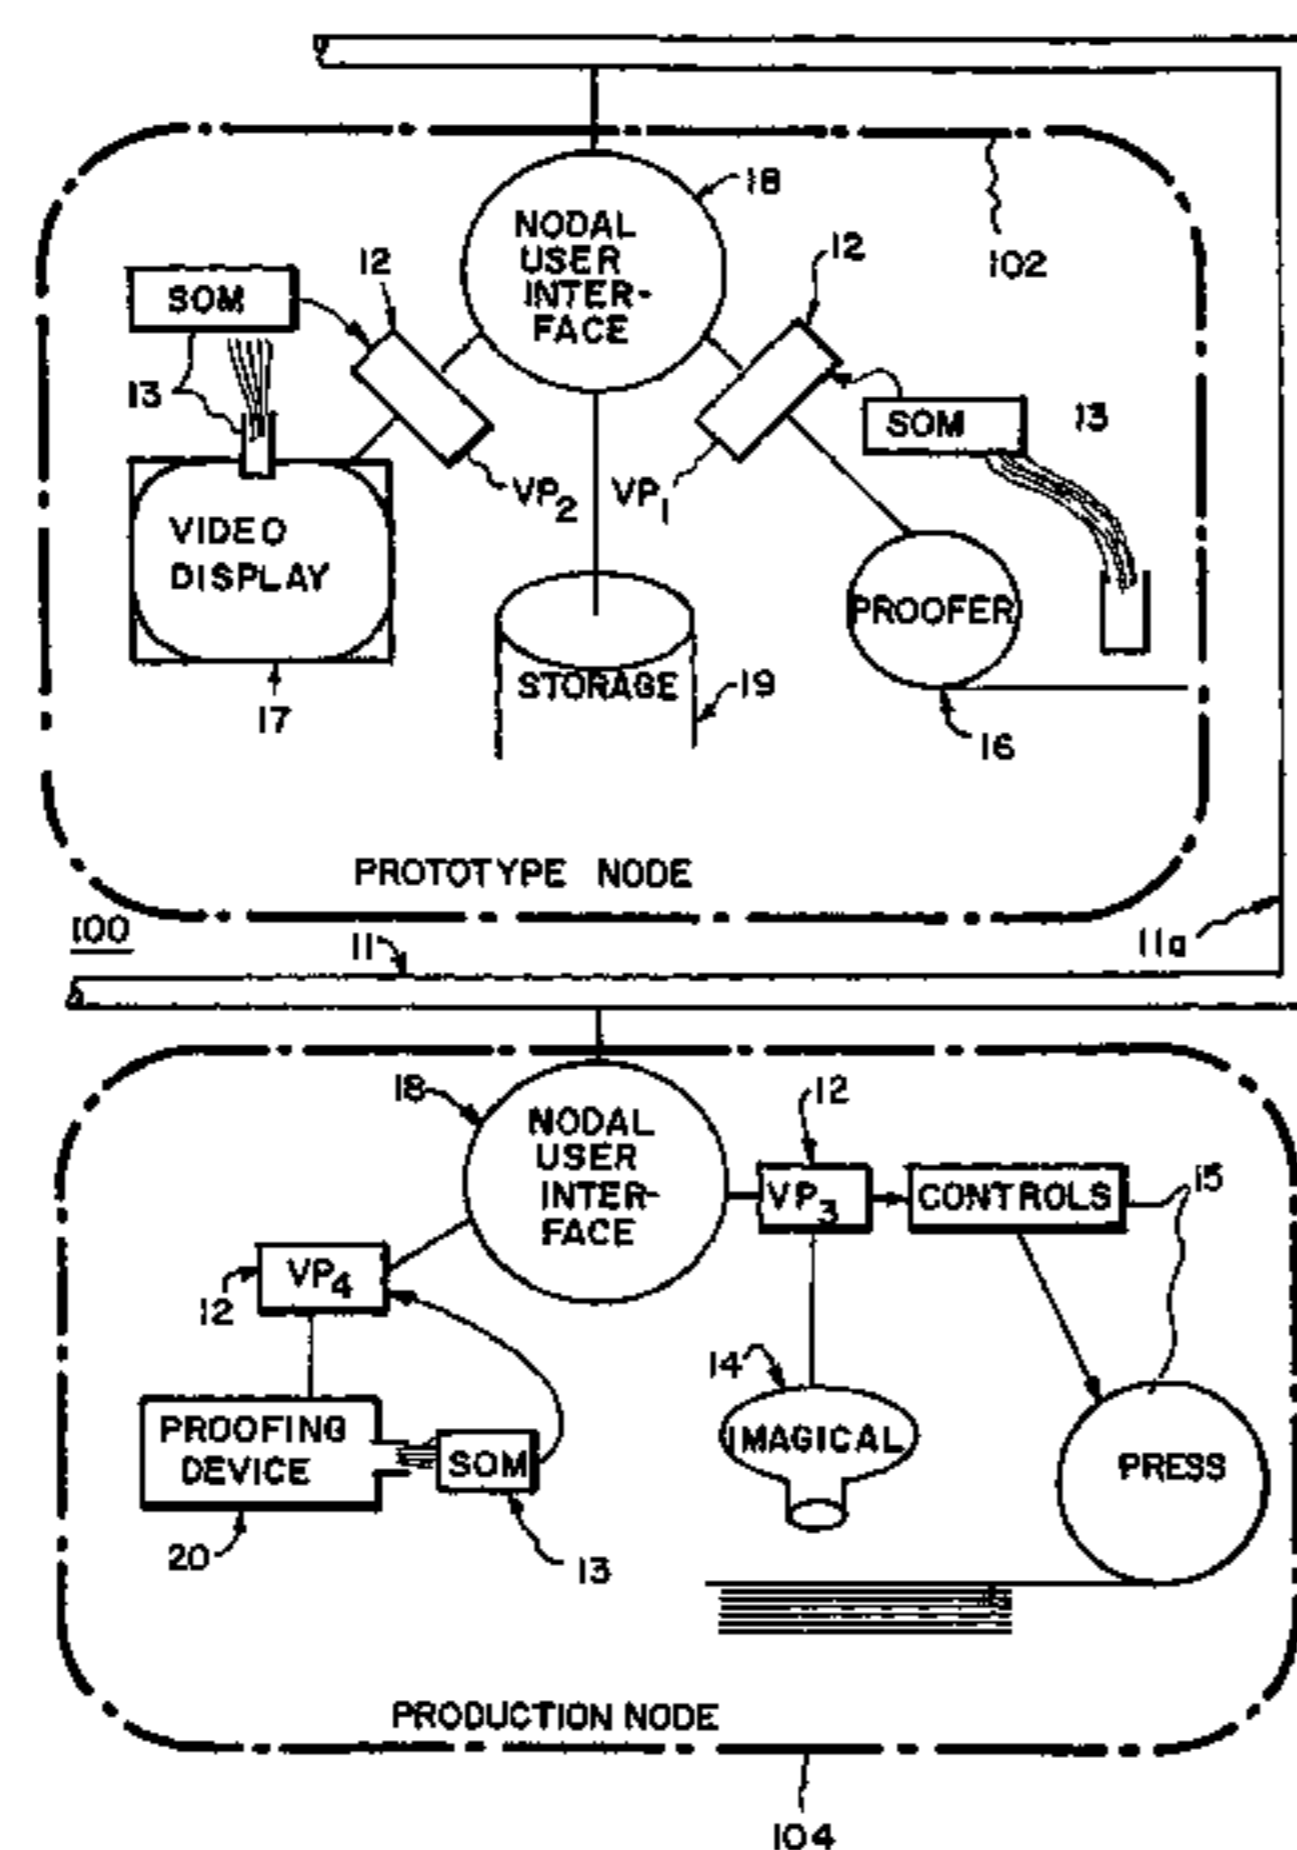 18
NODAL
USER
INTER-
FACE
102
12
12
SOM
13
SOM
13
VP2
VP1
VIDEO
DISPLAY
PROOFER
STORAGE
19
17
16
PROTOTYPE NODE
100
11
11a
18
NODAL
USER
INTER-
FACE
12
VP3
CONTROLS
15
VP4
12
14
IMAGICAL
PROOFING
DEVICE
SOM
PRESS
20
13
PRODUCTION NODE
104